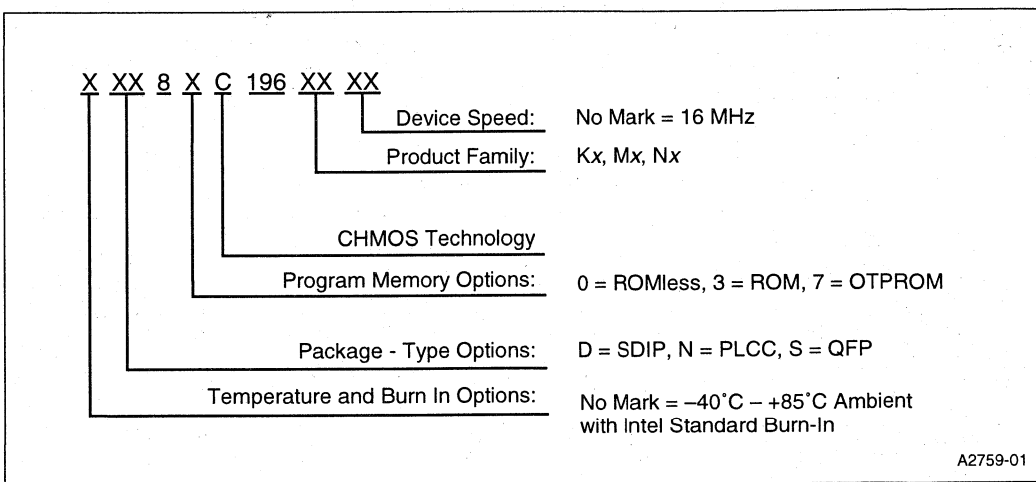 X XX 8 X C 196 XX XX
Device Speed: No Mark = 16 MHz
Product Family: Kx, Mx, Nx
CHMOS Technology
Program Memory Options: 0 = ROMless, 3 = ROM, 7 = OTPROM
Package - Type Options: D = SDIP, N = PLCC, S = QFP
Temperature and Burn In Options: No Mark = –40°C – +85°C Ambient
with Intel Standard Burn-In
A2759-01